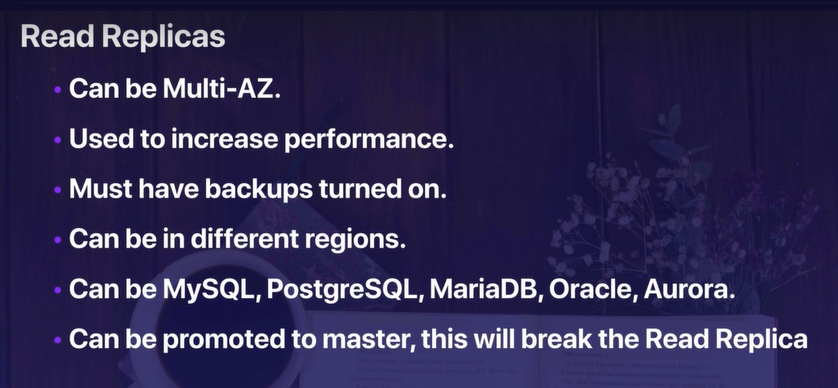 Read Replicas
• Can be Multi-AZ.
• Used to increase performance.
• Must have backups turned on.
• Can be in different regions.
• Can be MySQL, PostgreSQL, MariaDB, Oracle, Aurora.
• Can be promoted to master, this will break the Read Replica